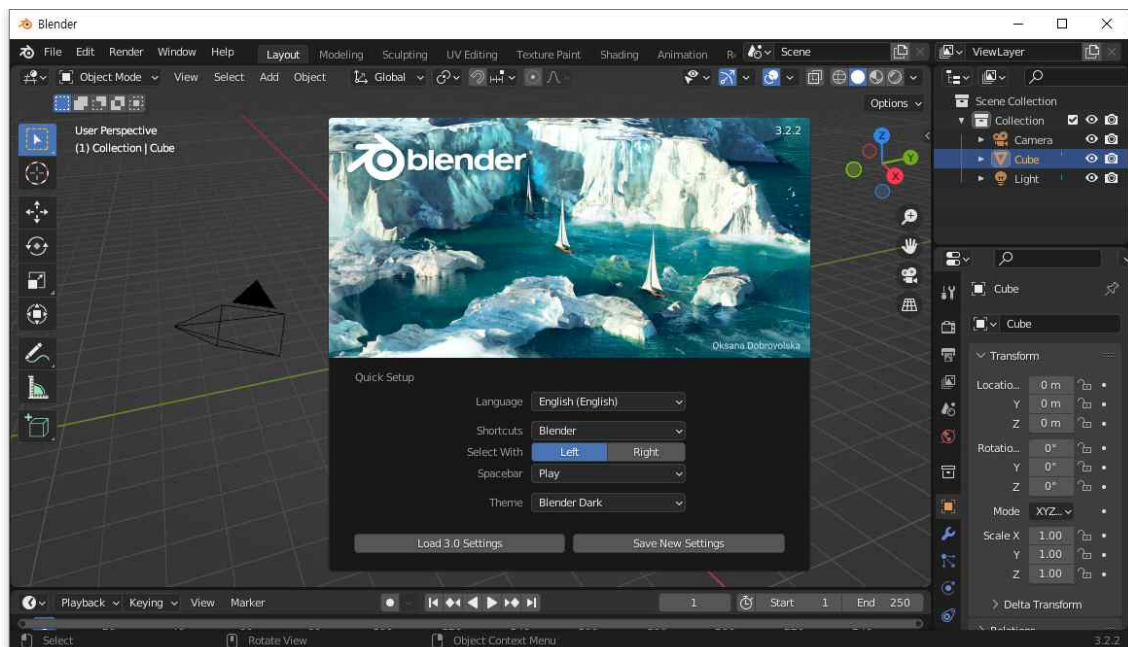 Blender
File Edit Render Window Help Layout Modeling Sculpting UV Editing Texture Paint Shading Animation R Scene ViewLayer
Object Mode View Select Add Object Global
Options
User Perspective
(1) Collection | Cube
Scene Collection
Collection
Camera
Cube
Light
3.2.2
blender
Oksana Dobrovolska
Quick Setup
Language English (English)
Shortcuts Blender
Select With Left Right
Spacebar Play
Theme Blender Dark
Load 3.0 Settings Save New Settings
Z
Y
X
Cube
Cube
Transform
Locatio... 0 m
Y 0 m
Z 0 m
Rotatio... 0°
Y 0°
Z 0°
Mode XYZ...
Scale X 1.00
Y 1.00
Z 1.00
Delta Transform
Playback Keying View Marker 1 Start 1 End 250
Select Rotate View Object Context Menu 3.2.2